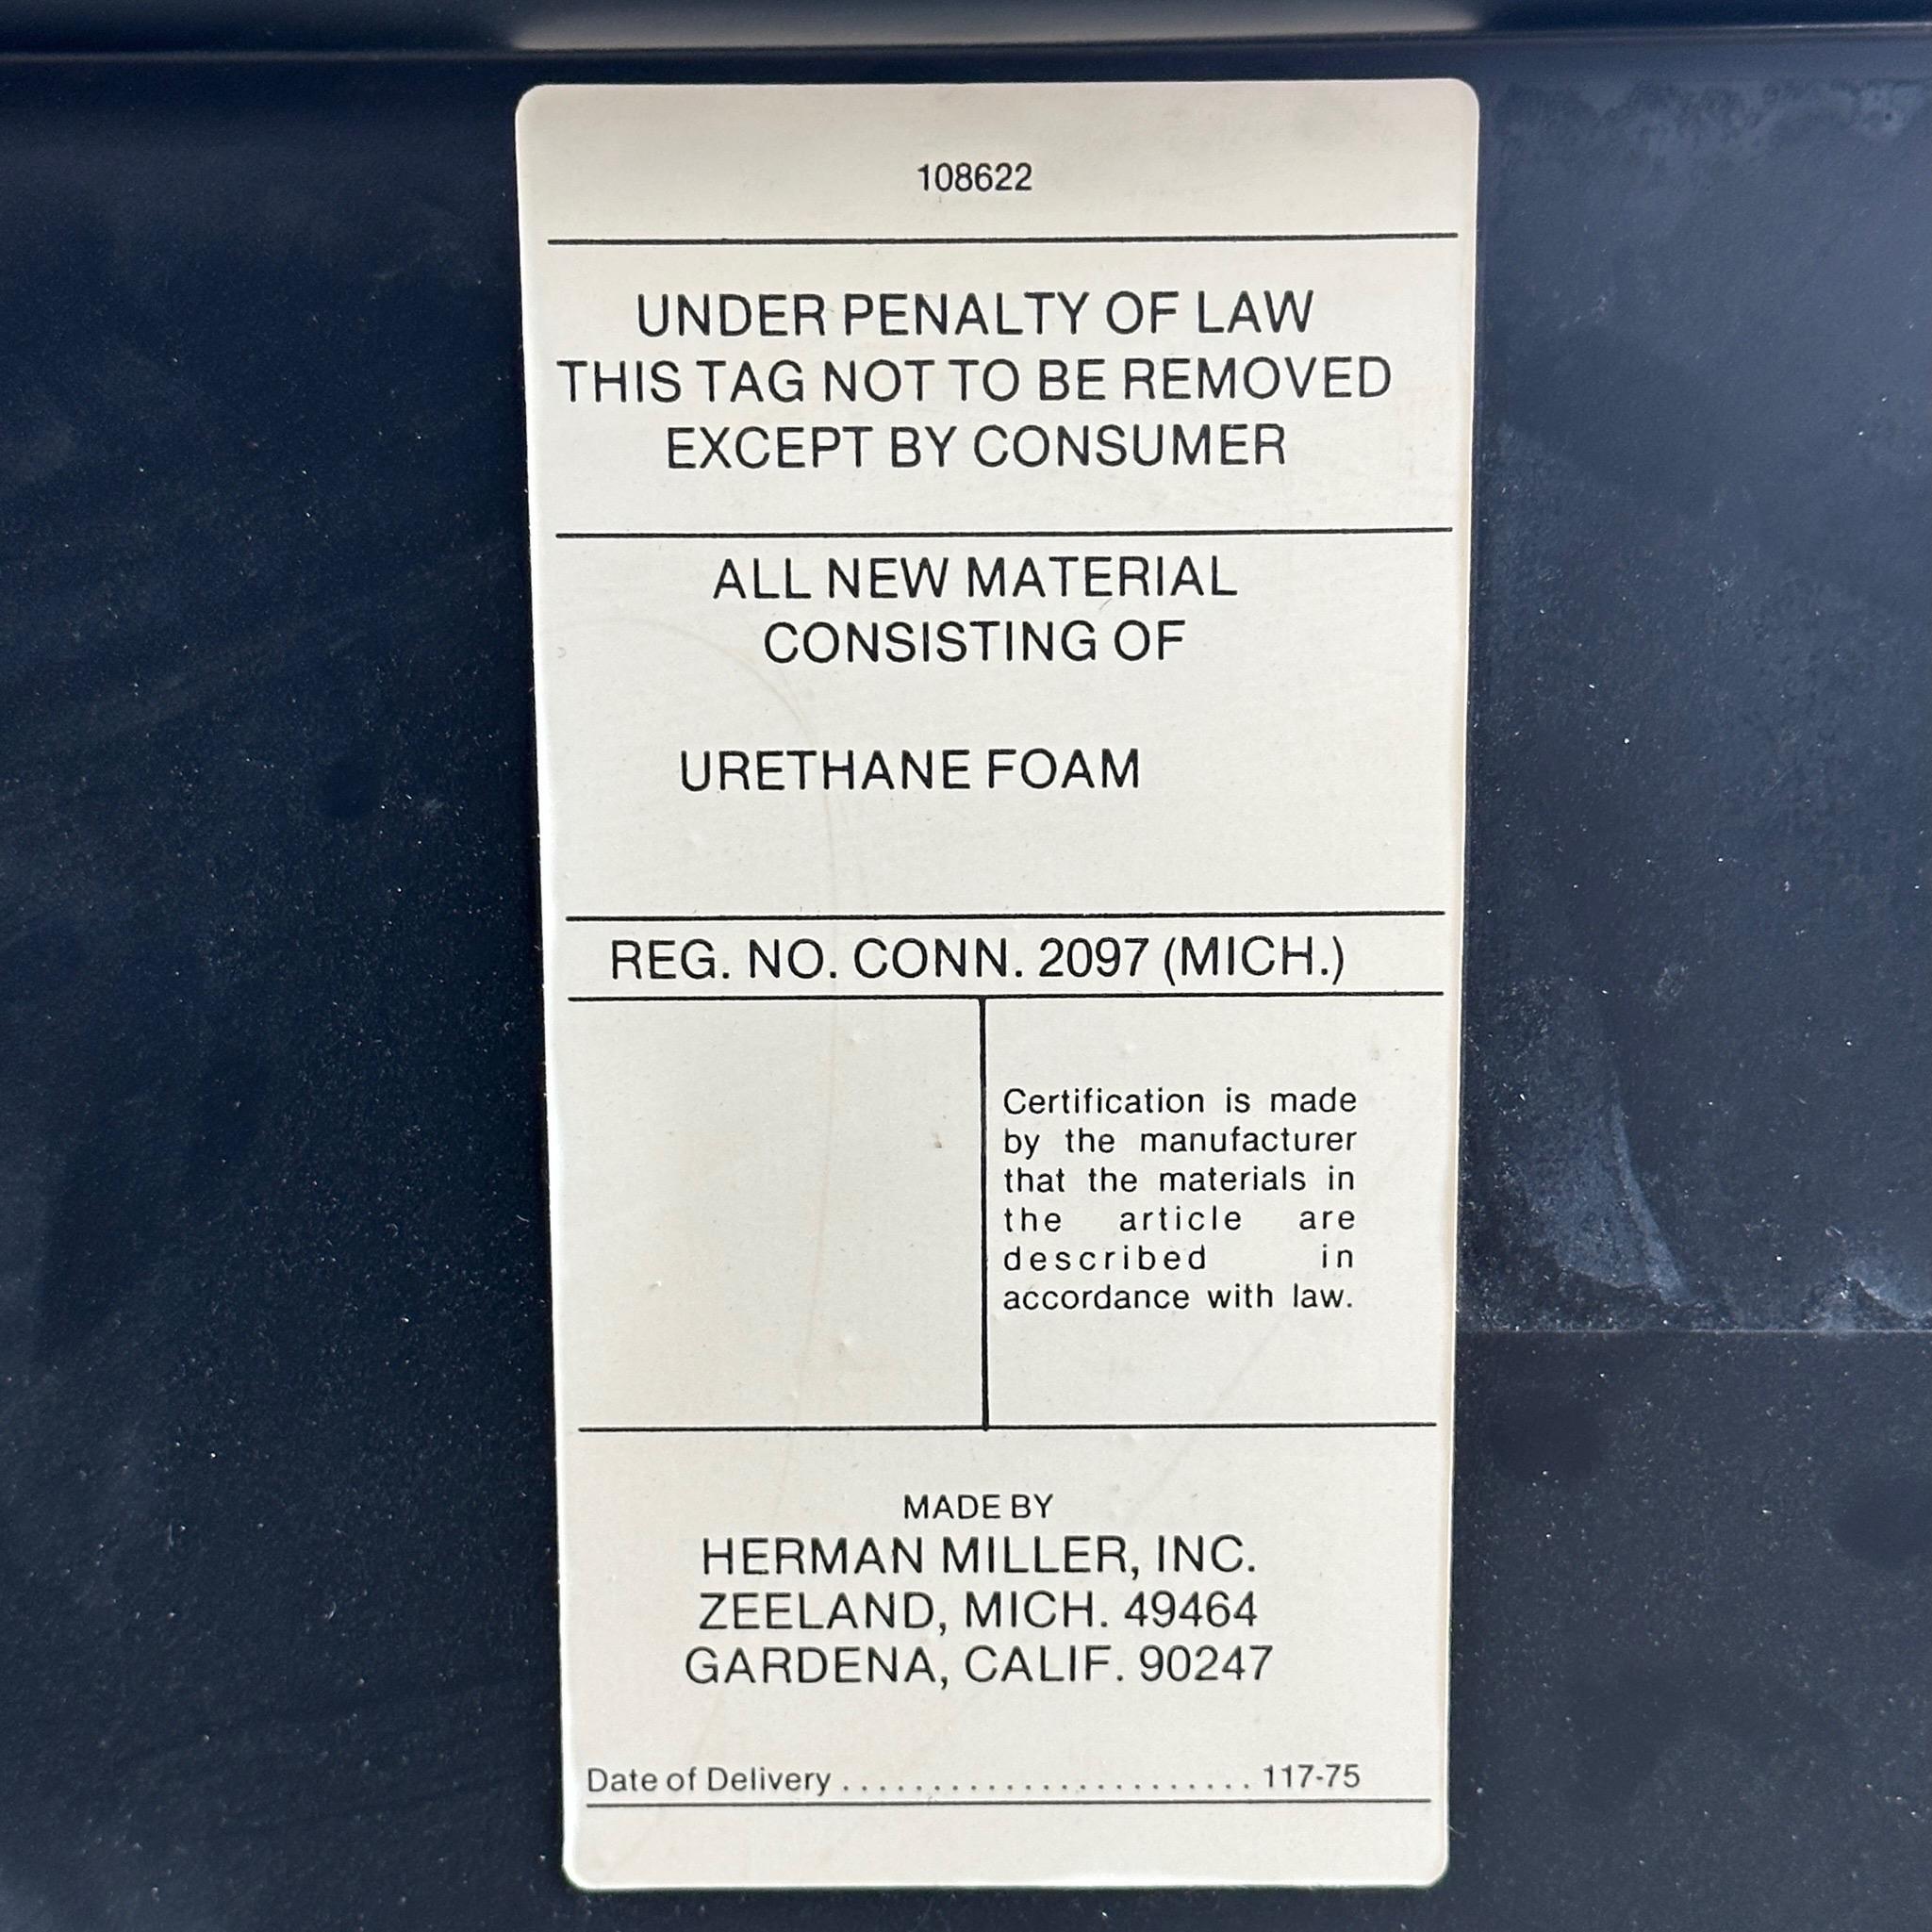 108622
UNDER PENALTY OF LAW
THIS TAG NOT TO BE REMOVED
EXCEPT BY CONSUMER
ALL NEW MATERIAL
CONSISTING OF
URETHANE FOAM
REG. NO. CONN. 2097 (MICH.)
Certification is made
by the manufacturer
that the materials in
the article are
described in
accordance with law.
MADE BY
HERMAN MILLER, INC.
ZEELAND, MICH. 49464
GARDENA, CALIF. 90247
Date of Delivery ....................... 117-75